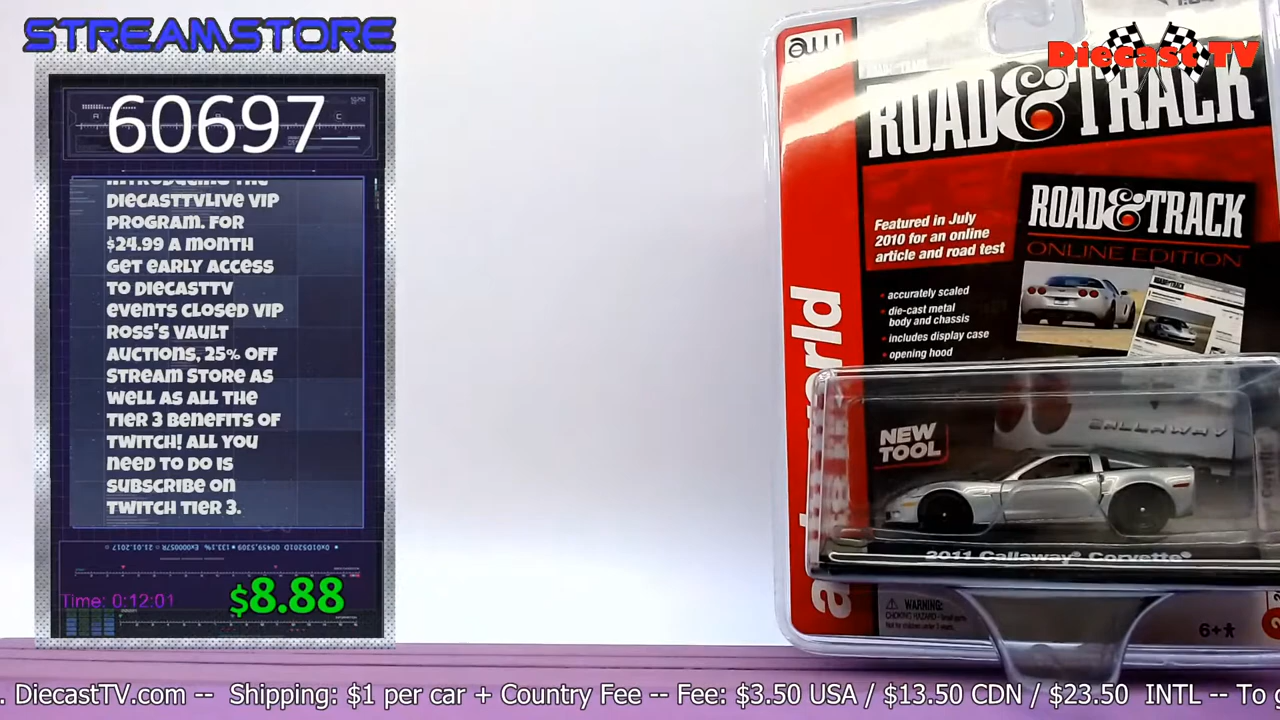 STREAMSTORE
60697
INTRODUCING THE
DIECASTTVLIVE VIP
PROGRAM. FOR
$24.99 A MONTH
GET EARLY ACCESS
TO DIECASTTV
EVENTS CLOSED VIP
ROSS'S VAULT
AUCTIONS, 25% OFF
STREAM STORE AS
WELL AS ALL THE
TIER 3 BENEFITS OF
TWITCH! ALL YOU
NEED TO DO IS
SUBSCRIBE ON
TWITCH TIER 3.
Time: 0:12:01
$8.88
Diecast TV
aw
ROAD & TRACK
Featured in July
2010 for an online
article and road test
• accurately scaled
• die-cast metal
body and chassis
• includes display case
• opening hood
ROAD & TRACK
ONLINE EDITION
NEW
TOOL
CALLAWAY
2011 Callaway® Corvette®
WARNING:
6+
. DiecastTV.com -- Shipping: $1 per car + Country Fee -- Fee: $3.50 USA / $13.50 CDN / $23.50 INTL -- To g